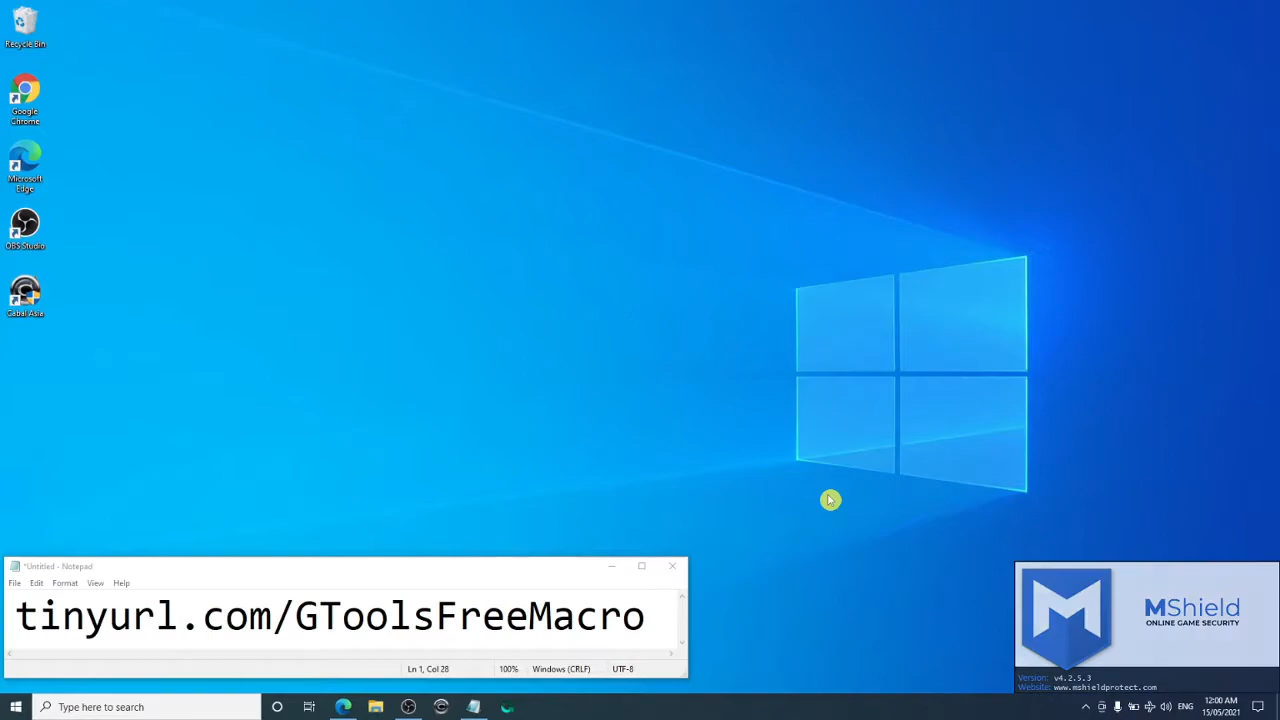 Recycle Bin
Google
Chrome
Microsoft
Edge
OBS Studio
Cabal Asia
*Untitled - Notepad
File Edit Format View Help
tinyurl.com/GToolsFreeMacro
Ln 1, Col 28 100% Windows (CRLF) UTF-8
MShield
ONLINE GAME SECURITY
Version: v4.2.5.3
Website: www.mshieldprotect.com
Type here to search
12:00 AM
15/05/2021